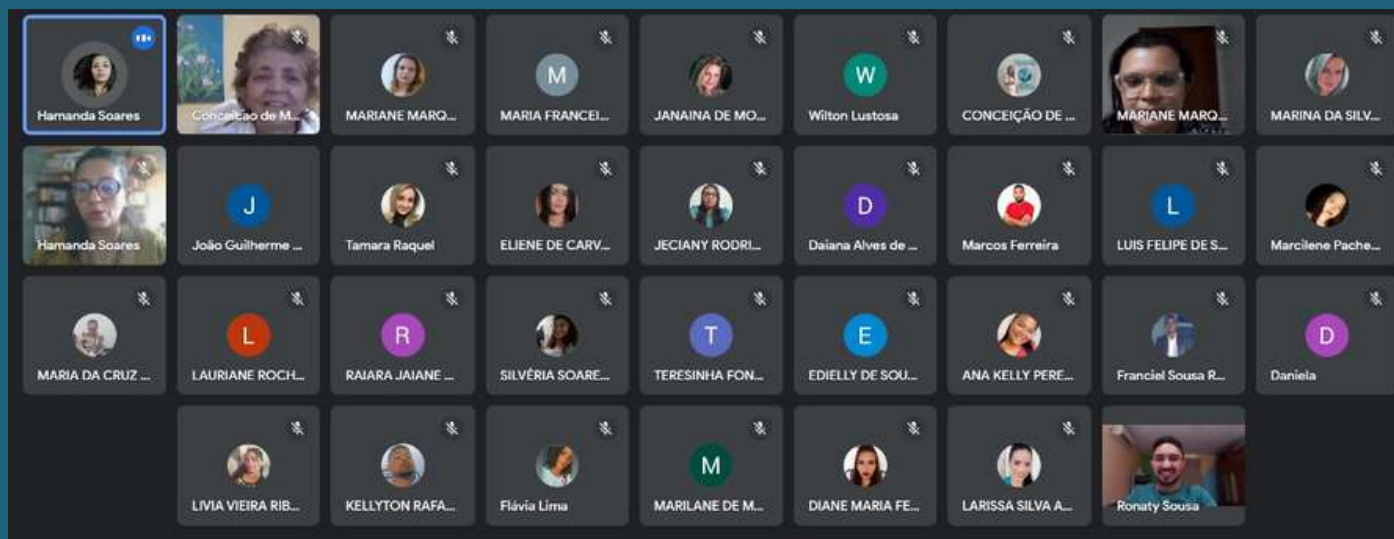 Hamanda Soares
Conceicao de M...
MARIANE MARQ...
M
MARIA FRANCEI...
JANAINA DE MO...
W
Wilton Lustosa
CONCEIÇÃO DE ...
MARIANE MARQ...
MARINA DA SILV...
Hamanda Soares
J
João Guilherme ...
Tamara Raquel
ELIENE DE CARV...
JECIANY RODRI...
D
Daiana Alves de ...
Marcos Ferreira
L
LUIS FELIPE DE S...
Marcilene Pache...
MARIA DA CRUZ ...
L
LAURIANE ROCH...
R
RAIARA JAIANE ...
SILVÉRIA SOARE...
T
TERESINHA FON...
E
EDIELLY DE SOU...
ANA KELLY PERE...
Franciel Sousa R...
D
Daniela
LIVIA VIEIRA RIB...
KELLYTON RAFA...
Flávia Lima
M
MARILANE DE M...
DIANE MARIA FE...
LARISSA SILVA A...
Ronaty Sousa